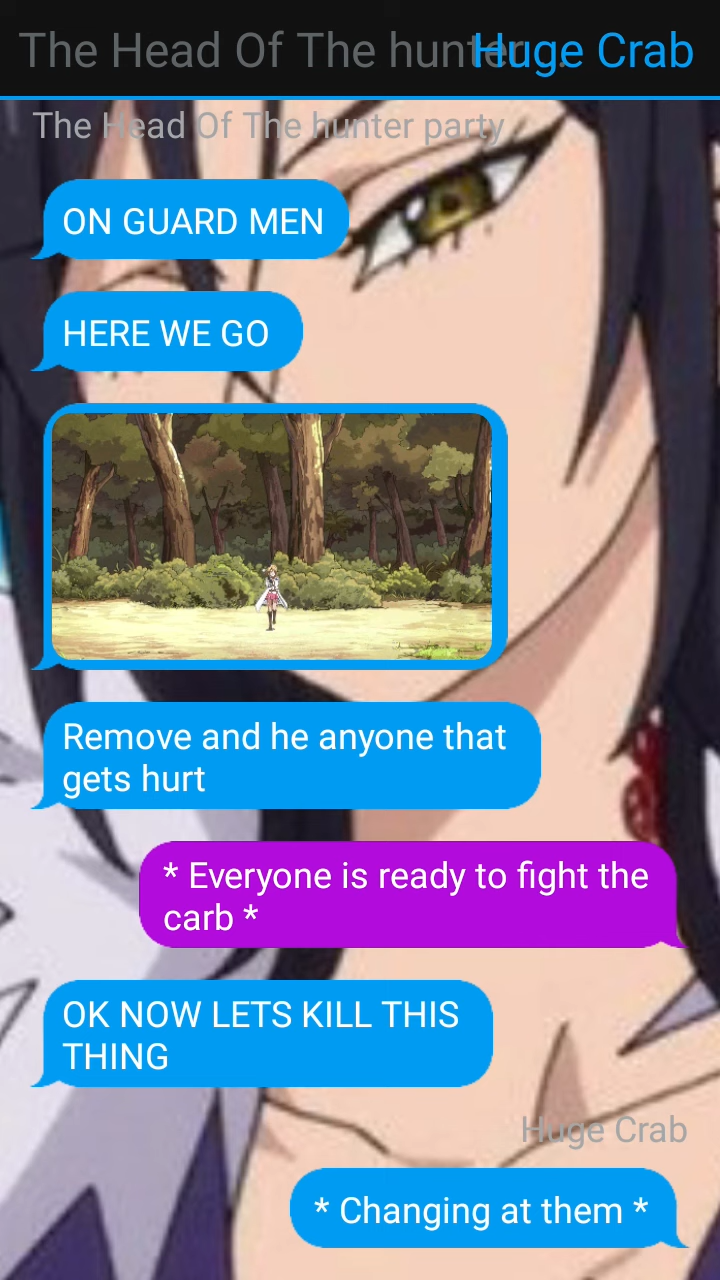 The Head Of The hunter...
Huge Crab
The Head Of The hunter party
ON GUARD MEN
HERE WE GO
Remove and he anyone that
gets hurt
* Everyone is ready to fight the
carb *
OK NOW LETS KILL THIS
THING
Huge Crab
* Changing at them *